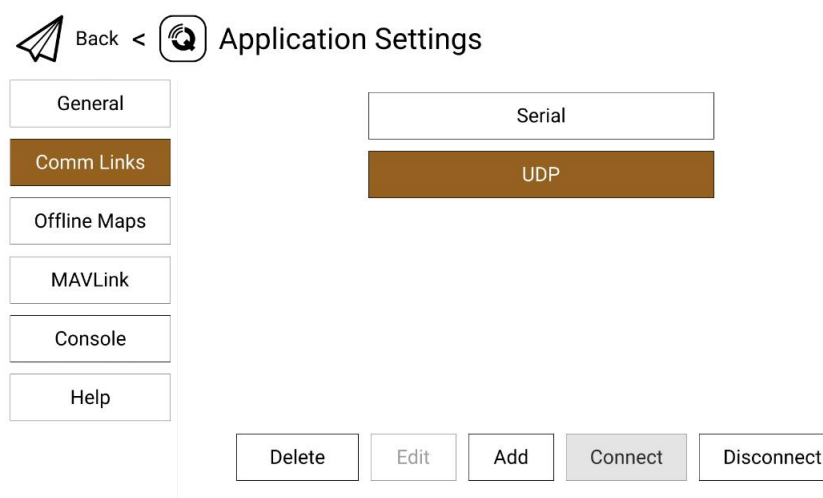 Back < Application Settings
General
Comm Links
Offline Maps
MAVLink
Console
Help
Serial
UDP
Delete Edit Add Connect Disconnect